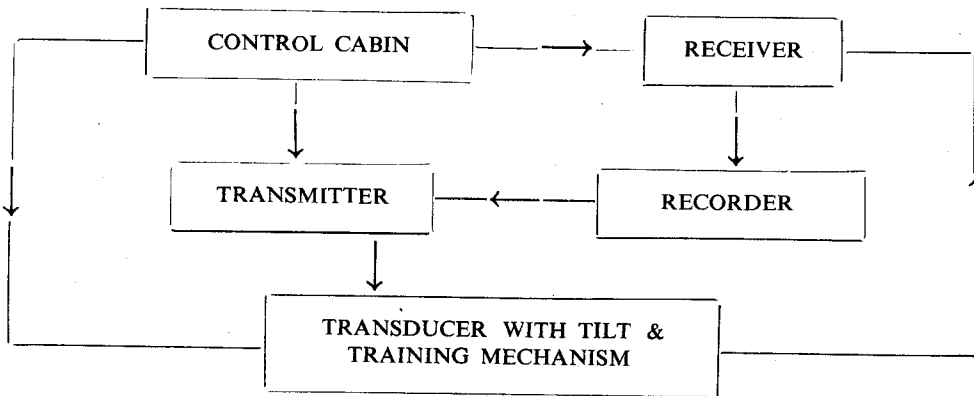 CONTROL CABIN
RECEIVER
TRANSMITTER
RECORDER
TRANSDUCER WITH TILT &
TRAINING MECHANISM